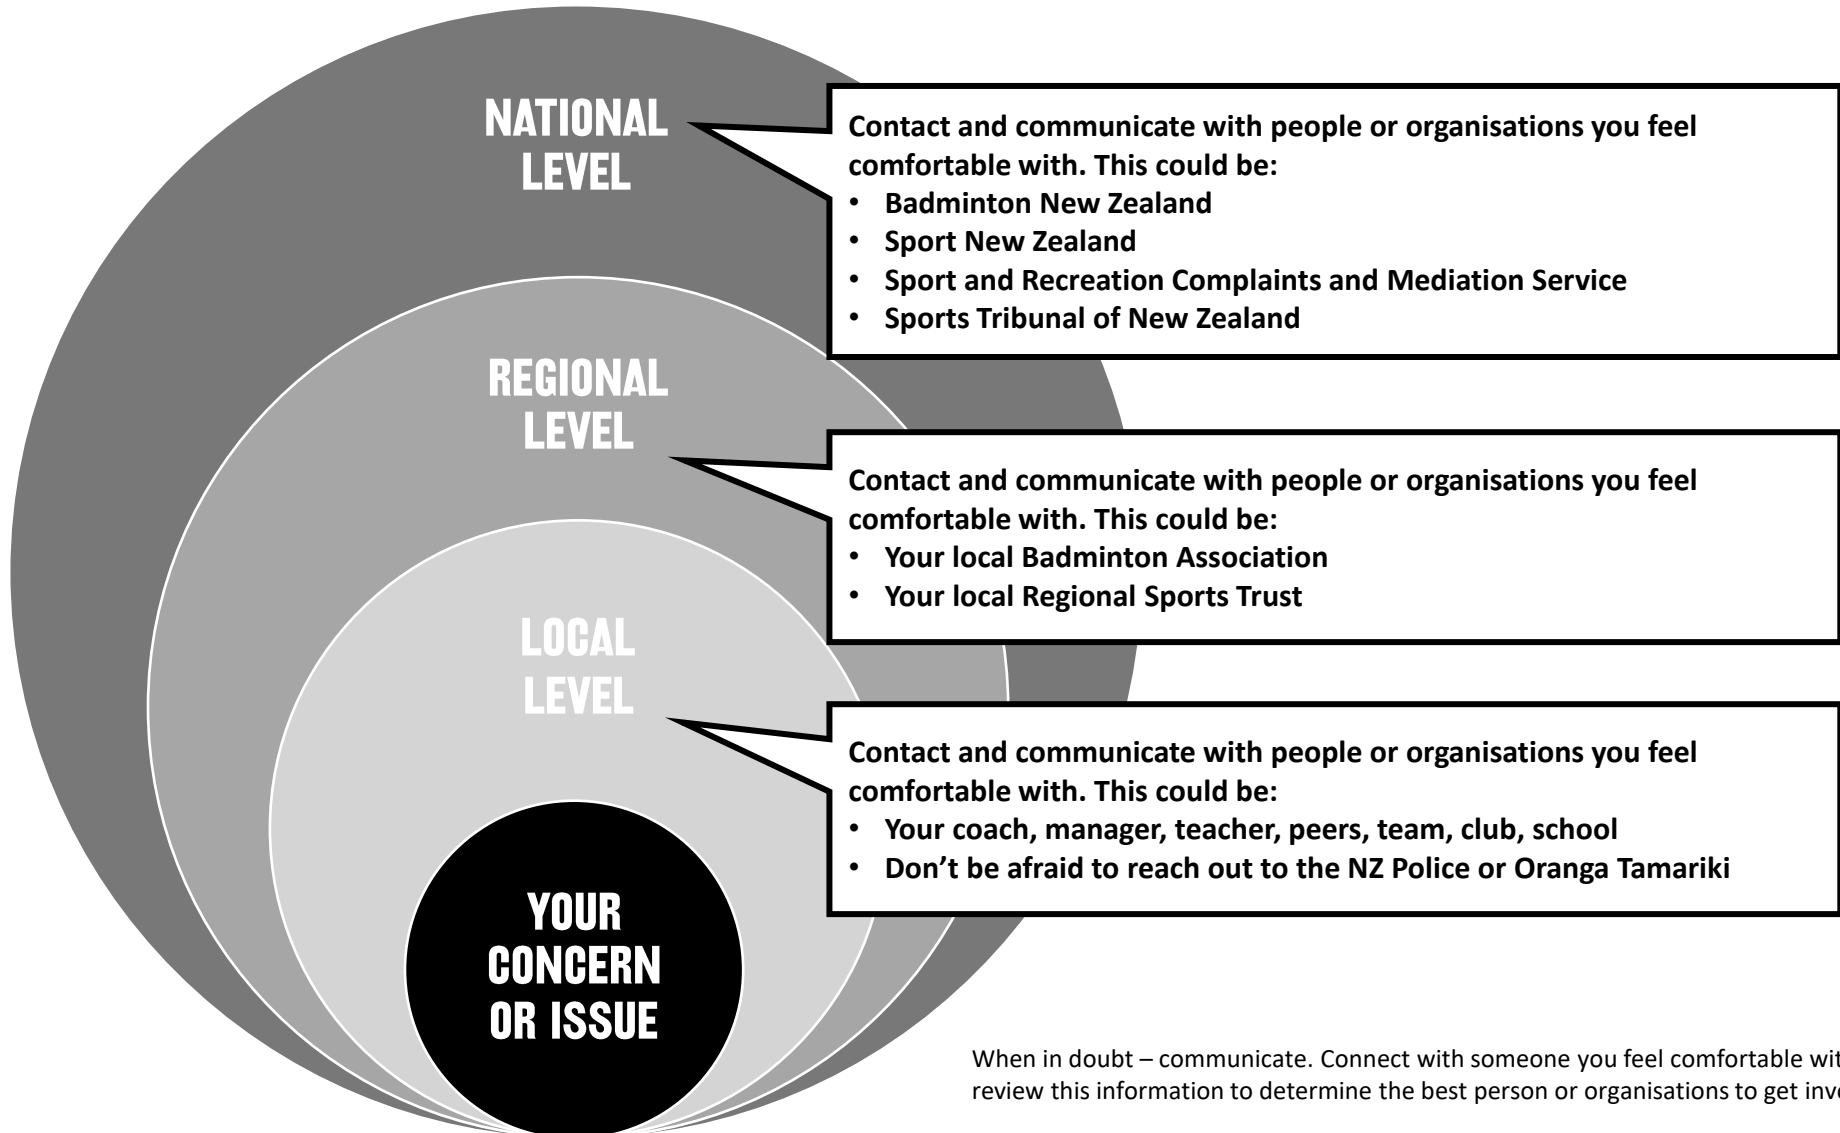 NATIONAL
LEVEL
Contact and communicate with people or organisations you feel
comfortable with. This could be:
• Badminton New Zealand
• Sport New Zealand
• Sport and Recreation Complaints and Mediation Service
• Sports Tribunal of New Zealand
REGIONAL
LEVEL
Contact and communicate with people or organisations you feel
comfortable with. This could be:
• Your local Badminton Association
• Your local Regional Sports Trust
LOCAL
LEVEL
Contact and communicate with people or organisations you feel
comfortable with. This could be:
• Your coach, manager, teacher, peers, team, club, school
• Don’t be afraid to reach out to the NZ Police or Oranga Tamariki
YOUR
CONCERN
OR ISSUE
When in doubt – communicate. Connect with someone you feel comfortable
review this information to determine the best person or organisations to get